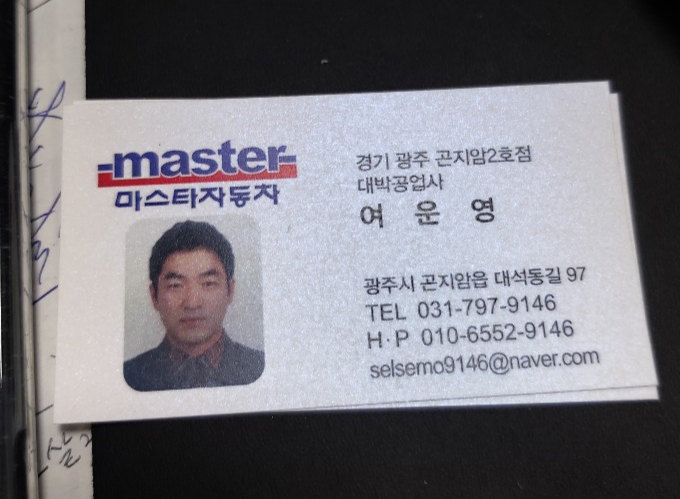 master
마스타자동차
경기 광주 곤지암2호점
대박공업사
여 운 영
광주시 곤지암읍 대석동길 97
TEL 031-797-9146
H·P 010-6552-9146
selsemo9146@naver.com